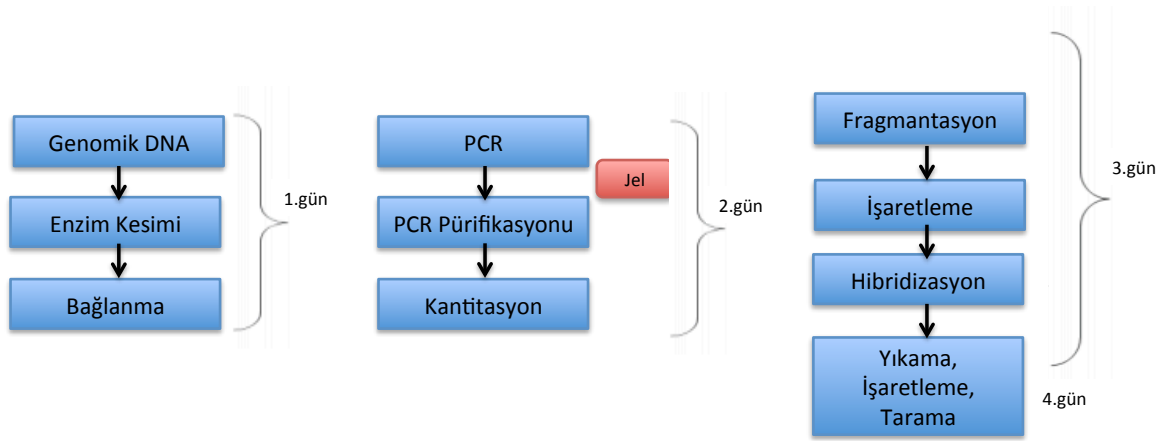 Genomik DNA
Enzim Kesimi
Bağlanma
1.gün
PCR
Jel
PCR Pürifikasyonu
Kantitasyon
2.gün
Fragmantasyon
İşaretleme
Hibridizasyon
Yıkama,
İşaretleme,
Tarama
3.gün
4.gün